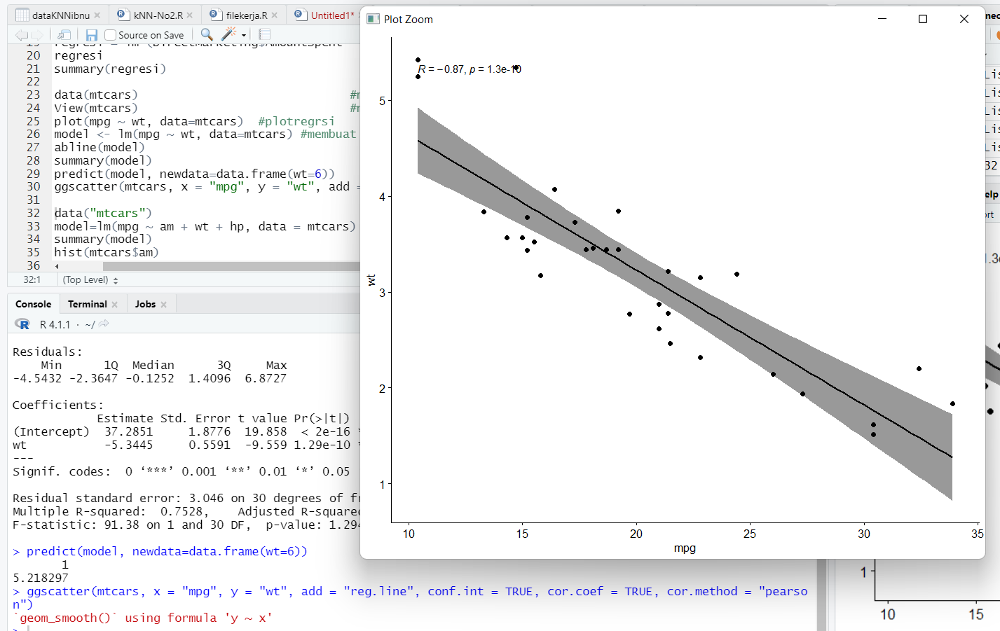 dataKNNibnu
kNN-No2.R
filekerja.R
Untitled1*
Source on Save
20 regresi
21 summary(regresi)
22
23 data(mtcars)
24 View(mtcars)
25 plot(mpg ~ wt, data=mtcars)  #plotregrsi
26 model <- lm(mpg ~ wt, data=mtcars) #membuat
27 abline(model)
28 summary(model)
29 predict(model, newdata=data.frame(wt=6))
30 ggscatter(mtcars, x = "mpg", y = "wt", add =
31
32 data("mtcars")
33 model=lm(mpg ~ am + wt + hp, data = mtcars)
34 summary(model)
35 hist(mtcars$am)
36
32:1 (Top Level)
Console Terminal Jobs
R 4.1.1 · ~/
Residuals:
Min 1Q Median 3Q Max
-4.5432 -2.3647 -0.1252 1.4096 6.8727
Coefficients:
Estimate Std. Error t value Pr(>|t|)
(Intercept) 37.2851 1.8776 19.858 < 2e-16
wt -5.3445 0.5591 -9.559 1.29e-10
---
Signif. codes:  0 ‘***’ 0.001 ‘**’ 0.01 ‘*’ 0.05
Residual standard error: 3.046 on 30 degrees of
Multiple R-squared:  0.7528, Adjusted
F-statistic: 91.38 on 1 and 30 DF,  p-value:
> predict(model, newdata=data.frame(wt=6))
1
5.218297
> ggscatter(mtcars, x = "mpg", y = "wt", add = "reg.line", conf.int = TRUE, cor.coef = TRUE, cor.method = "pearso
n")
`geom_smooth()` using formula 'y ~ x'
>
Plot Zoom
R = −0.87, p = 1.3e-10
5
4
3
2
1
wt
10 15 20 25 30 35
mpg
32
1
10 15